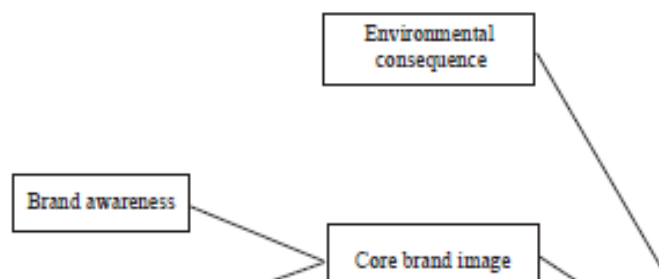 Environmental
consequence
Brand awareness
Core brand image